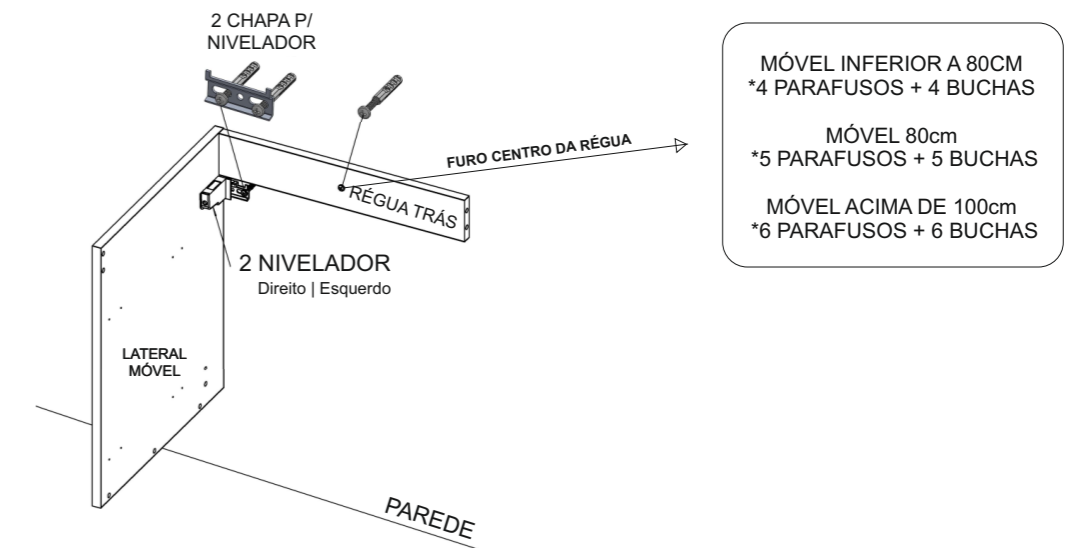 2 CHAPA P/
NIVELADOR
FURO CENTRO DA RÉGUA
RÉGUA TRÁS
2 NIVELADOR
Direito | Esquerdo
LATERAL
MÓVEL
PAREDE
MÓVEL INFERIOR A 80CM
*4 PARAFUSOS + 4 BUCHAS
MÓVEL 80cm
*5 PARAFUSOS + 5 BUCHAS
MÓVEL ACIMA DE 100cm
*6 PARAFUSOS + 6 BUCHAS